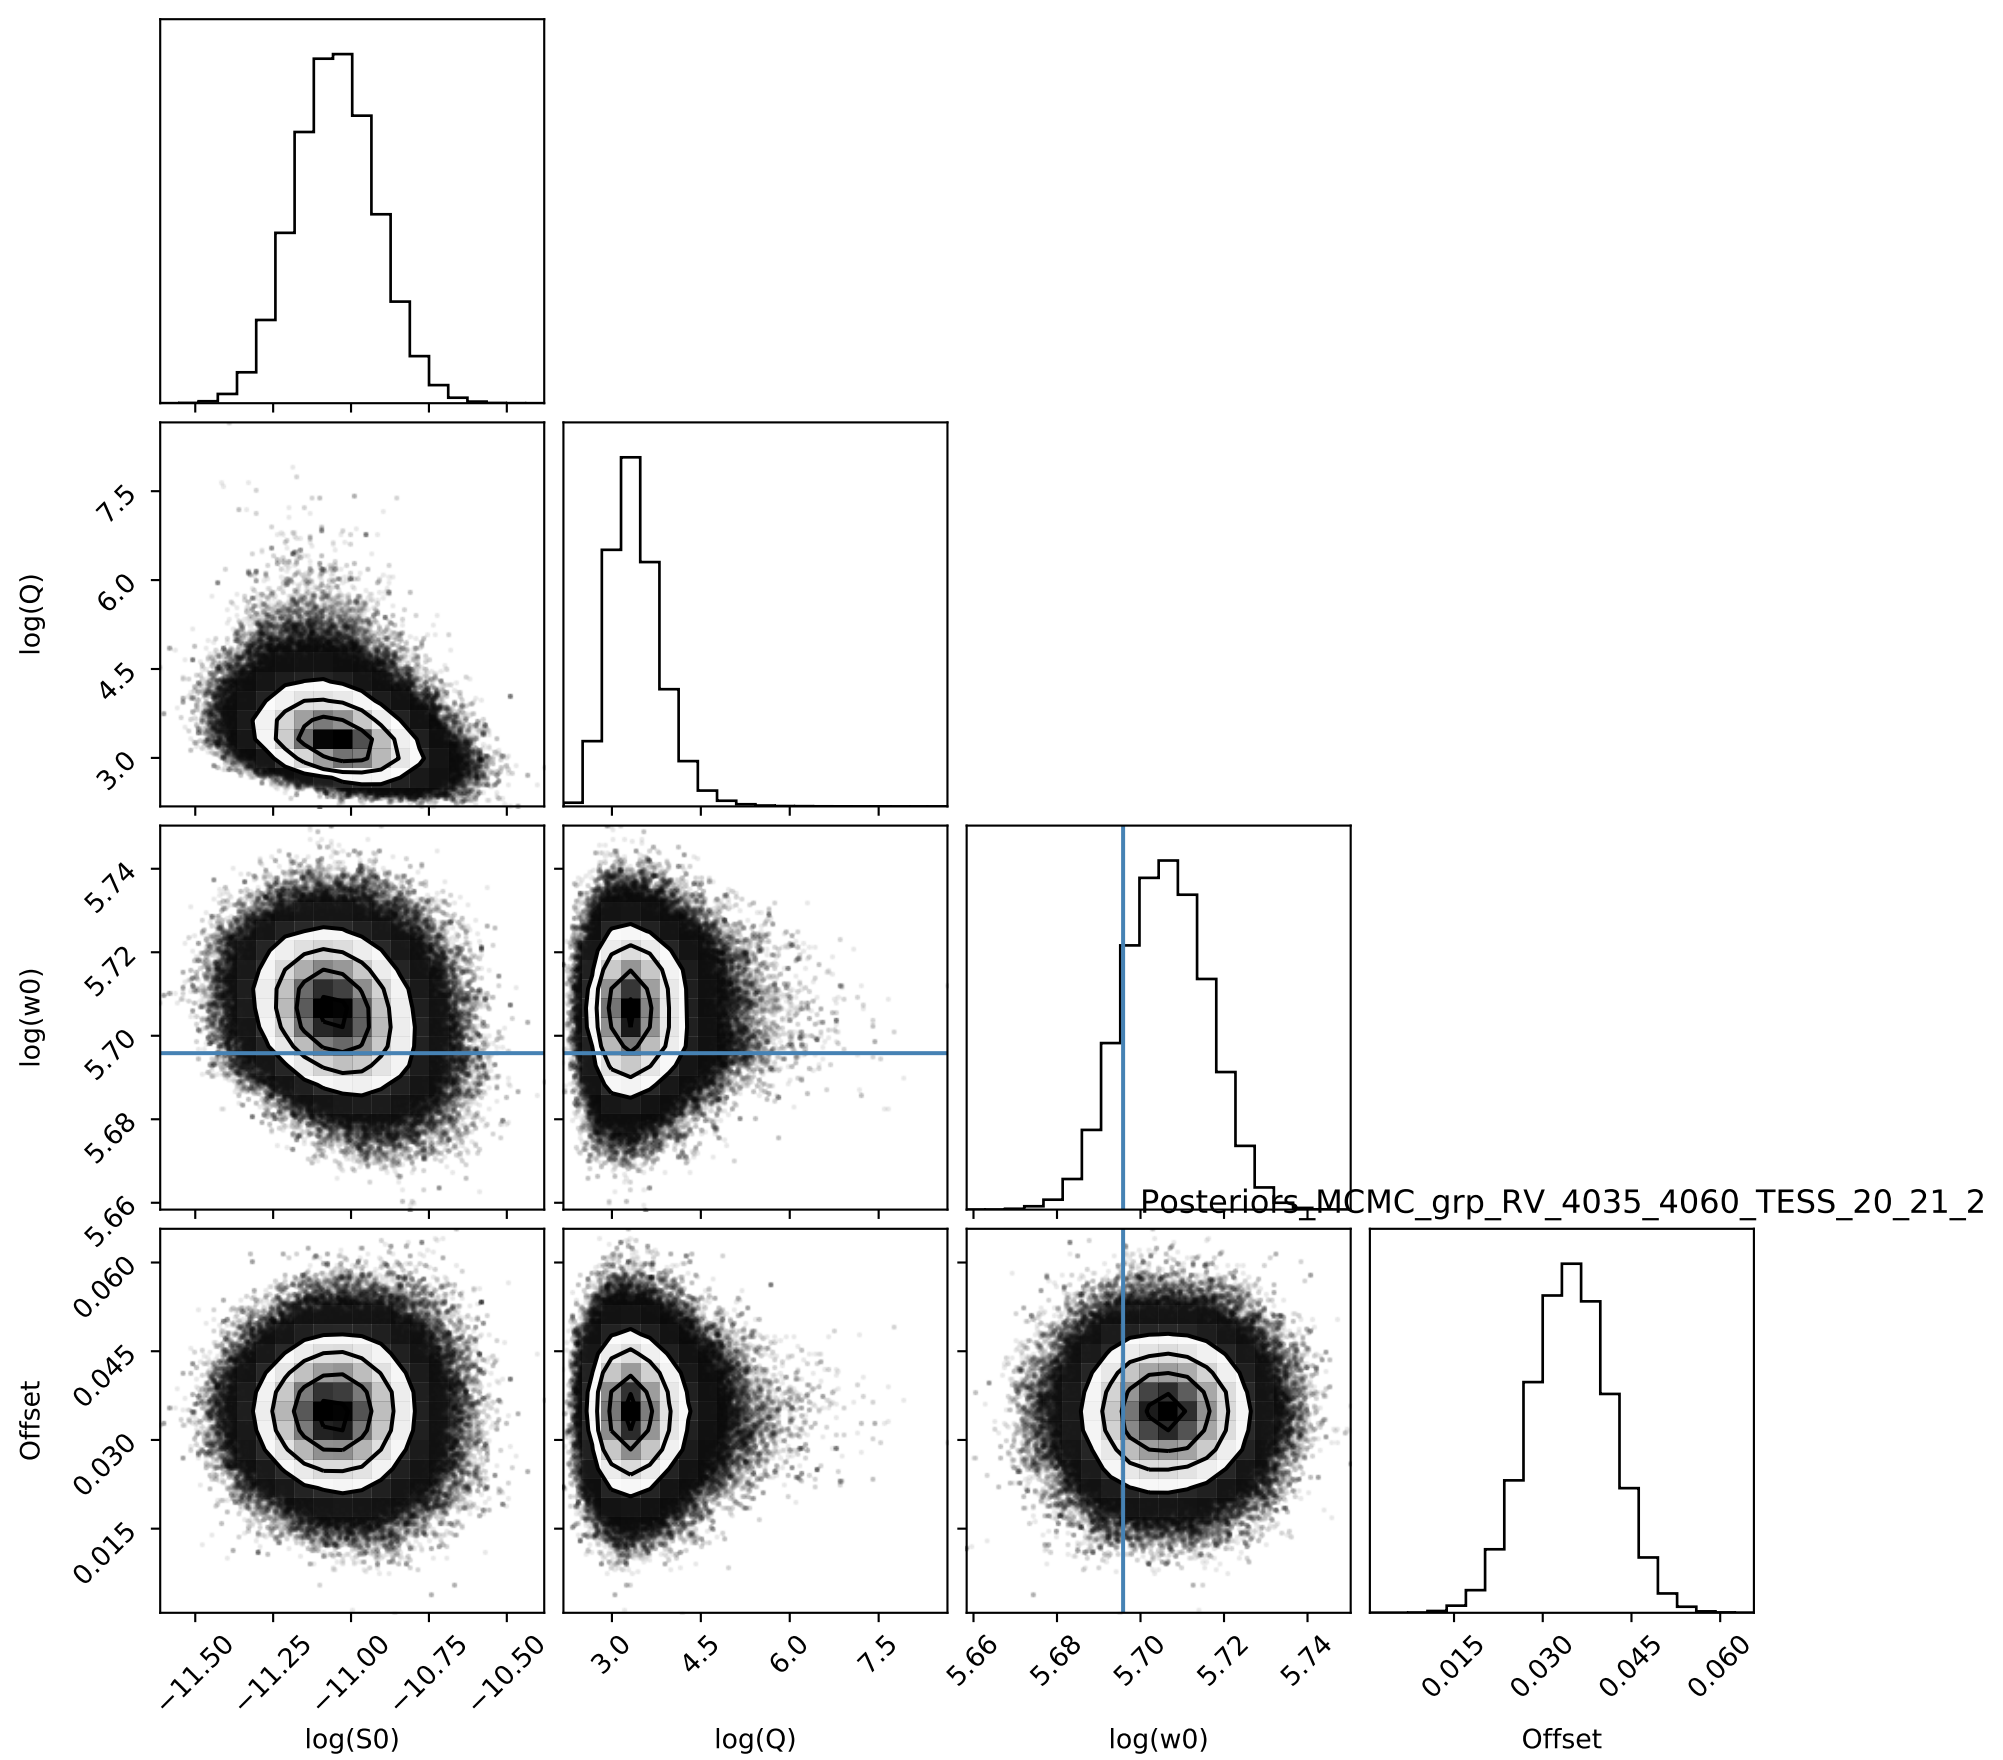 7.5
6.0
4.5
3.0
log(Q)
5.74
5.72
5.70
5.68
5.66
log(w0)
Posteriors_MCMC_grp_RV_4035_4060_TESS_20_21_2
0.060
0.045
0.030
0.015
Offset
−11.50 −11.25 −11.00 −10.75 −10.50
3.0 4.5 6.0 7.5
5.66 5.68 5.70 5.72 5.74
0.015 0.030 0.045 0.060
log(S0) log(Q) log(w0) Offset